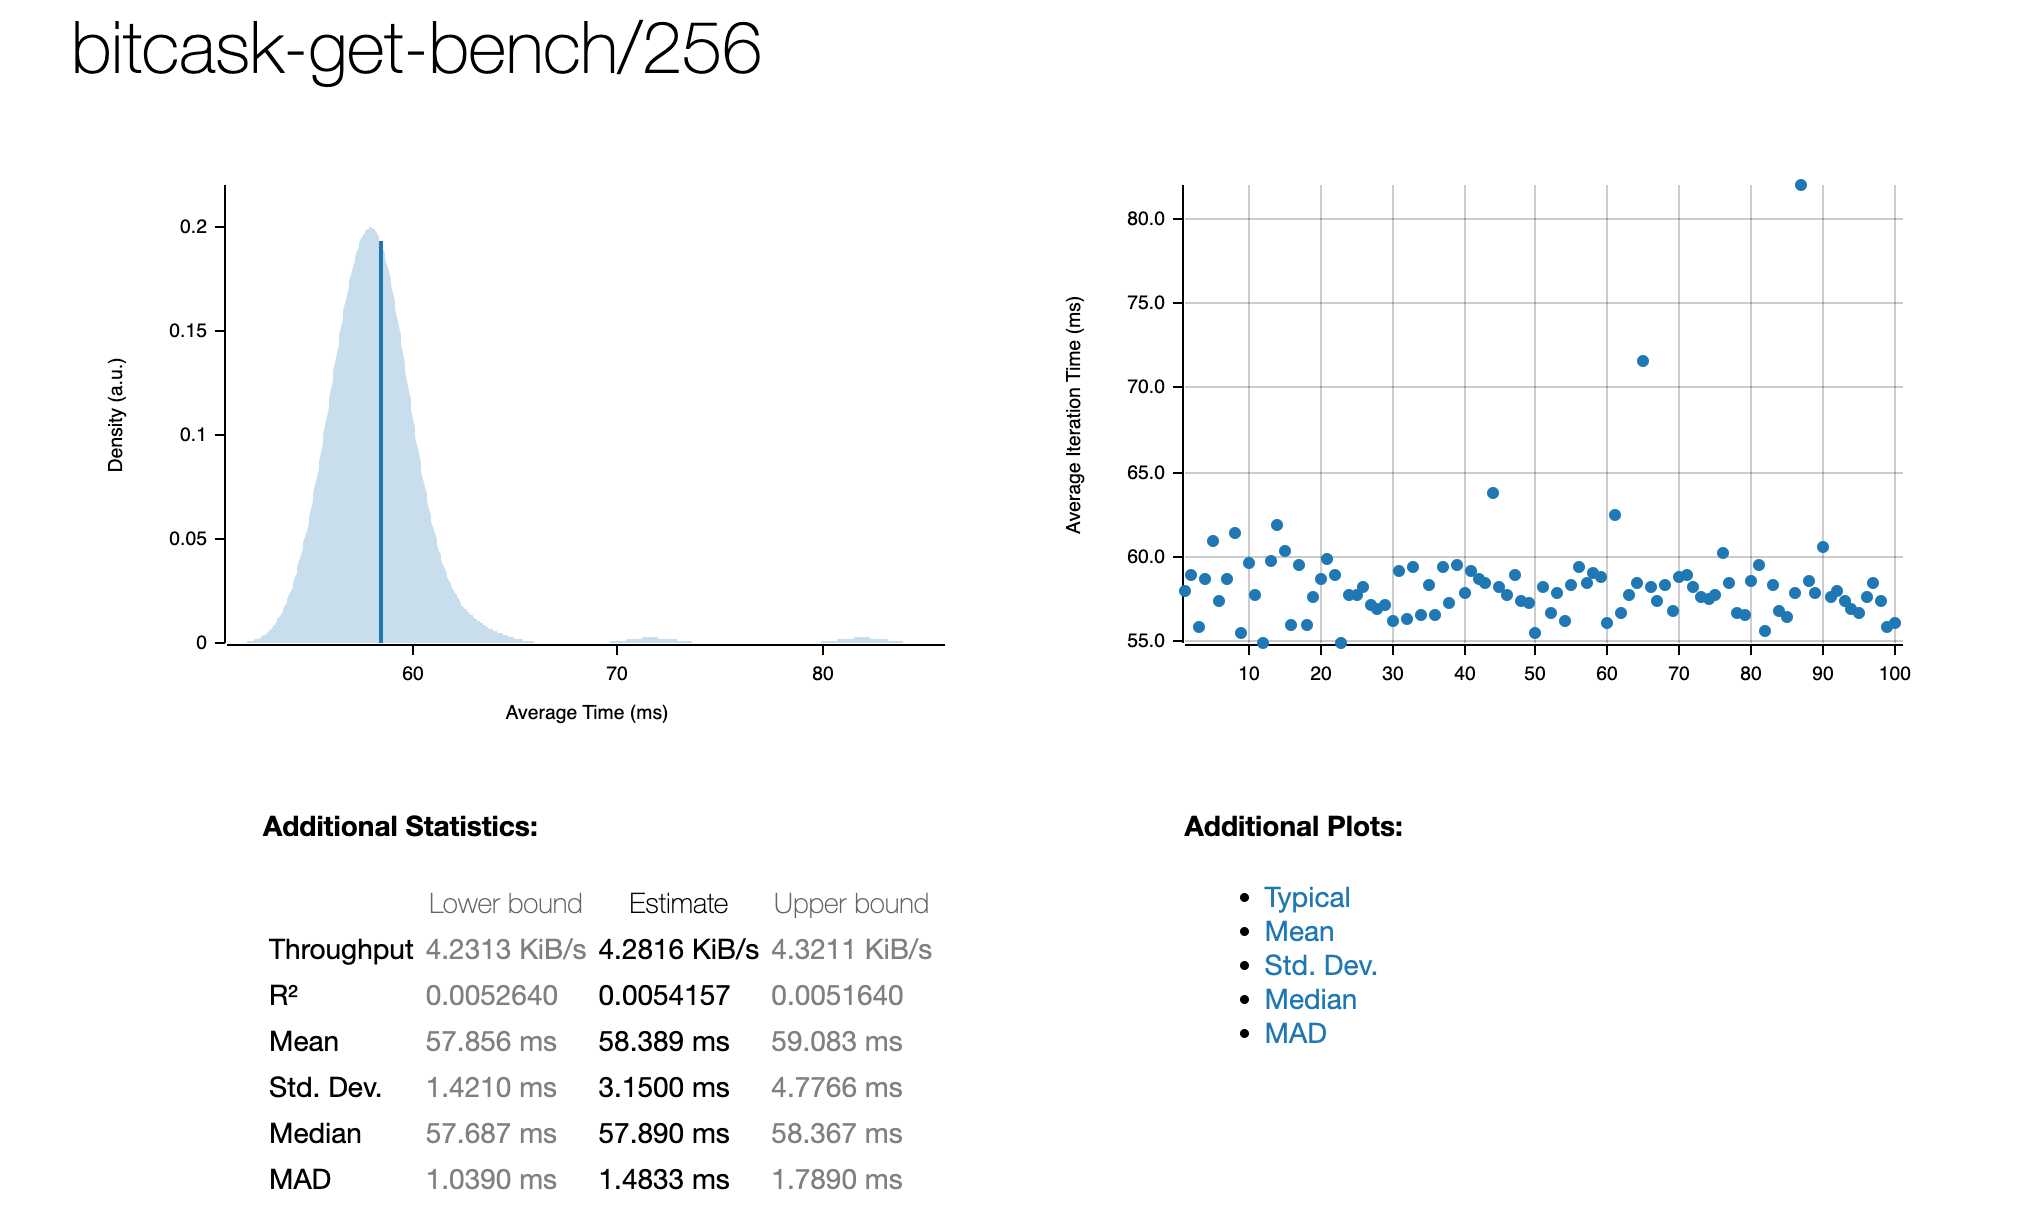 bitcask-get-bench/256
0.2
0.15
0.1
0.05
0
Density (a.u.)
60 70 80
Average Time (ms)
80.0
75.0
70.0
65.0
60.0
55.0
Average Iteration Time (ms)
10 20 30 40 50 60 70 80 90 100
Additional Statistics:
Lower bound Estimate Upper bound
Throughput 4.2313 KiB/s 4.2816 KiB/s 4.3211 KiB/s
R² 0.0052640 0.0054157 0.0051640
Mean 57.856 ms 58.389 ms 59.083 ms
Std. Dev. 1.4210 ms 3.1500 ms 4.7766 ms
Median 57.687 ms 57.890 ms 58.367 ms
MAD 1.0390 ms 1.4833 ms 1.7890 ms
Additional Plots:
• Typical
• Mean
• Std. Dev.
• Median
• MAD